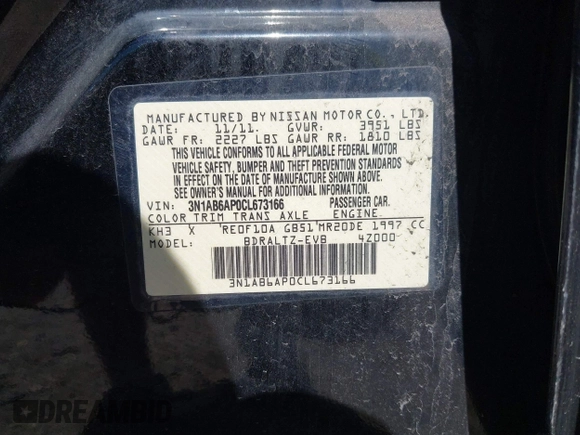 MANUFACTURED BY NISSAN MOTOR CO., LTD.
DATE: 11/11. GVWR: 3951 LBS
GAWR FR: 2227 LBS GAWR RR: 1810 LBS
THIS VEHICLE CONFORMS TO ALL APPLICABLE FEDERAL MOTOR
VEHICLE SAFETY, BUMPER AND THEFT PREVENTION STANDARDS
IN EFFECT ON THE DATE OF MANUFACTURE SHOWN ABOVE.
SEE OWNER'S MANUAL FOR ADDITIONAL INFORMATION.
VIN: 3N1AB6AP0CL673166 PASSENGER CAR.
COLOR TRIM TRANS AXLE ENGINE.
KH3 X 'RE0F10A GB51'MR20DE 1997 CC
MODEL: BDRALTZ-EVB 4Z000
3N1AB6AP0CL673166
DREAMBID